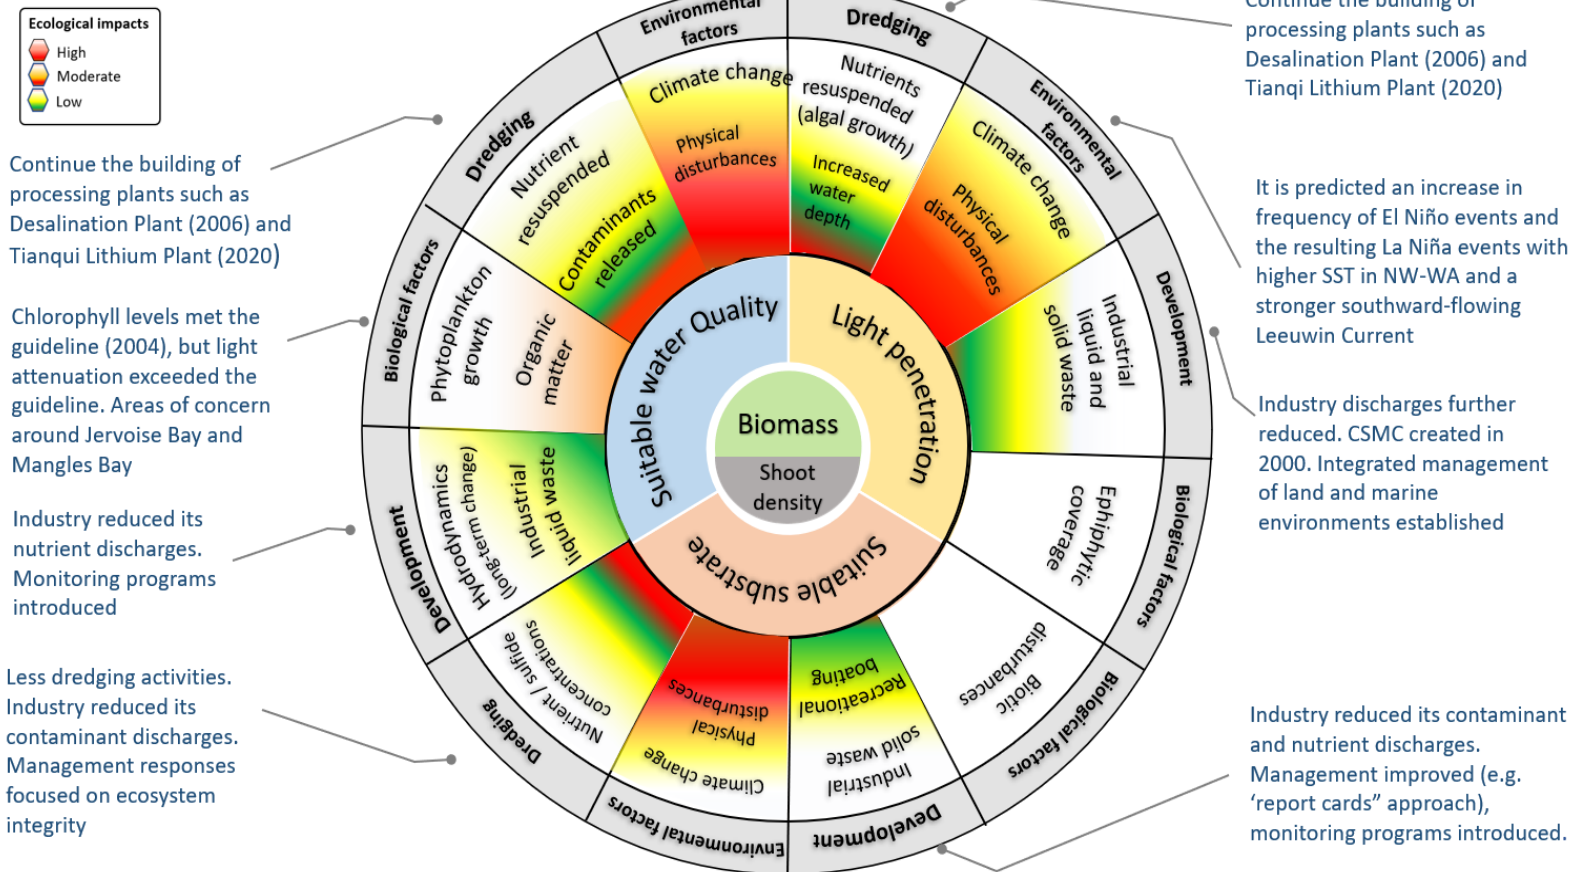 Ecological impacts
High
Moderate
Low
Continue the building of
processing plants such as
Desalination Plant (2006) and
Tianqui Lithium Plant (2020)
Chlorophyll levels met the
guideline (2004), but light
attenuation exceeded the
guideline. Areas of concern
around Jervoise Bay and
Mangles Bay
Industry reduced its
nutrient discharges.
Monitoring programs
introduced
Less dredging activities.
Industry reduced its
contaminant discharges.
Management responses
focused on ecosystem
integrity
Environmental
factors
Climate change
Physical
disturbances
Dredging
Nutrients
resuspended
(algal growth)
Increased
water
depth
Environmental
factors
Climate change
Physical
disturbances
Development
Industrial
liquid and
solid waste
Biological factors
Ephiphytic
coverage
Biological factors
Biotic
disturbances
Development
Industrial
solid waste
Recreational
boating
Environmental factors
Climate change
Physical
disturbances
Dredging
Nutrient / sulfide
concentrations
Development
Hydrodynamics
(long-term change)
Industrial
liquid waste
Biological factors
Phytoplankton
growth
Organic
matter
Dredging
Nutrient
resuspended
Contaminants
released
Suitable water Quality
Light penetration
Suitable substrate
Biomass
Shoot
density
Continue the building of
processing plants such as
Desalination Plant (2006) and
Tianqi Lithium Plant (2020)
It is predicted an increase in
frequency of El Niño events and
the resulting La Niña events with
higher SST in NW-WA and a
stronger southward-flowing
Leeuwin Current
Industry discharges further
reduced. CSMC created in
2000. Integrated management
of land and marine
environments established
Industry reduced its contaminant
and nutrient discharges.
Management improved (e.g.
‘report cards” approach),
monitoring programs introduced.